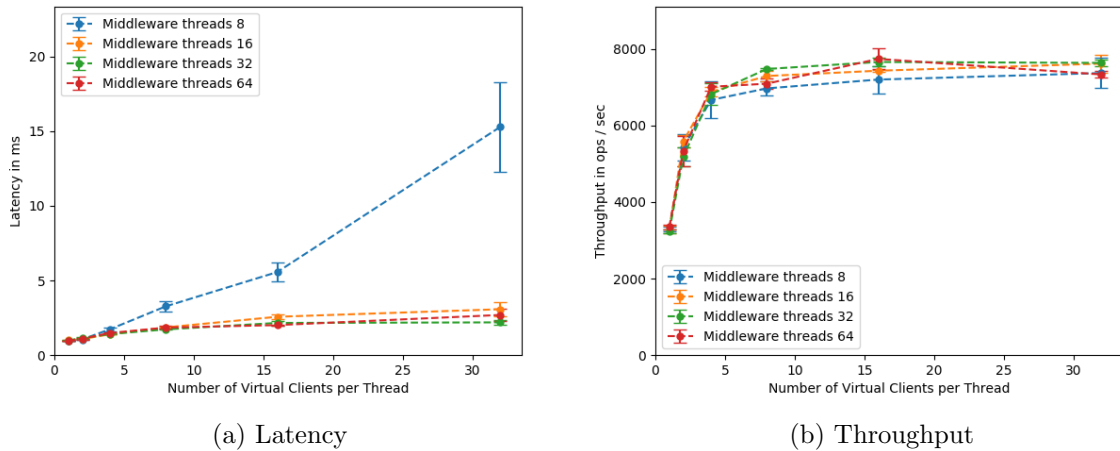 Middleware threads 8
Middleware threads 16
Middleware threads 32
Middleware threads 64
20
15
10
5
0
Latency in ms
0 5 10 15 20 25 30
Number of Virtual Clients per Thread
(a) Latency
8000
6000
4000
2000
0
Throughput in ops / sec
Middleware threads 8
Middleware threads 16
Middleware threads 32
Middleware threads 64
0 5 10 15 20 25 30
Number of Virtual Clients per Thread
(b) Throughput